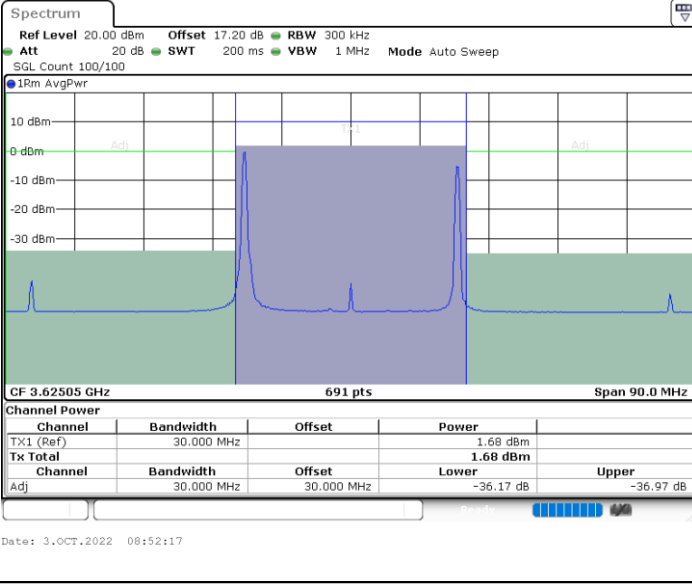 Spectrum
Ref Level 20.00 dBm Offset 17.20 dB RBW 300 kHz
Att 20 dB SWT 200 ms VBW 1 MHz Mode Auto Sweep
SGL Count 100/100
1Rm AvgPwr
10 dBm
TX1
Adj
Adj
0 dBm
-10 dBm
-20 dBm
-30 dBm
CF 3.62505 GHz 691 pts Span 90.0 MHz
Channel Power
Channel Bandwidth Offset Power
TX1 (Ref) 30.000 MHz 1.68 dBm
Tx Total 1.68 dBm
Channel Bandwidth Offset Lower Upper
Adj 30.000 MHz 30.000 MHz -36.17 dB -36.97 dB
Ready
Date: 3.OCT.2022 08:52:17